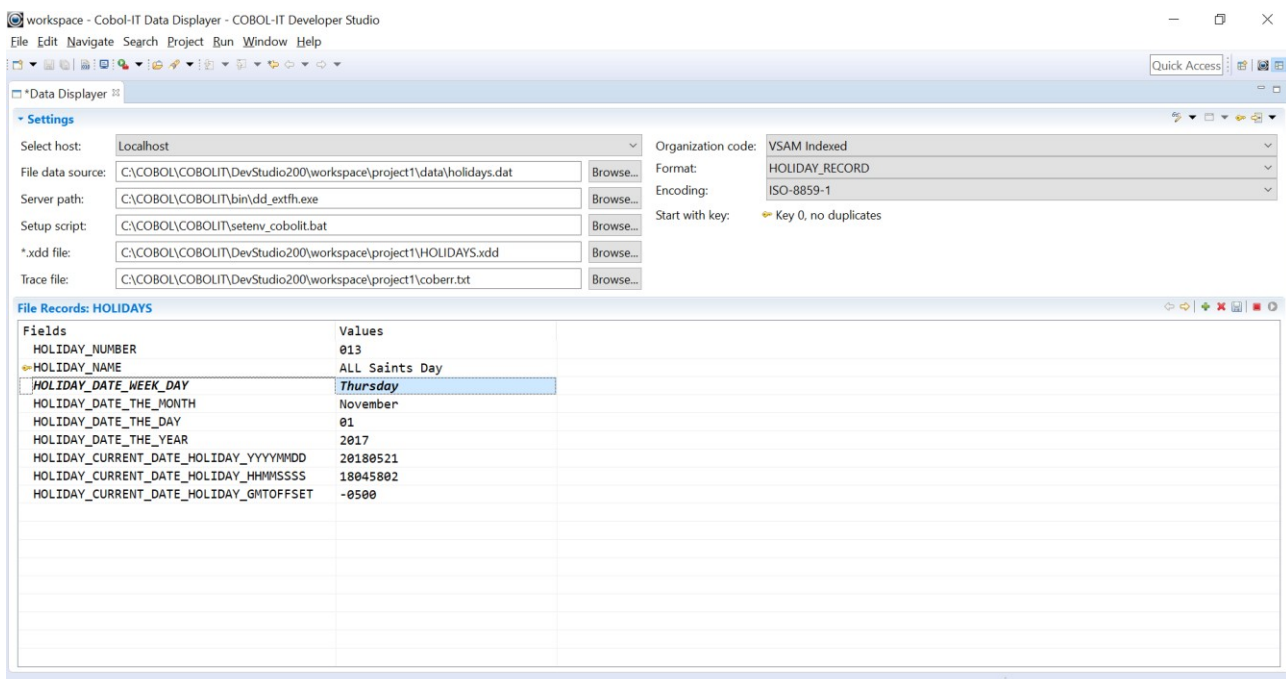 workspace - Cobol-IT Data Displayer - COBOL-IT Developer Studio
File Edit Navigate Search Project Run Window Help
Quick Access
*Data Displayer
Settings
Select host: Localhost Organization code: VSAM Indexed
File data source: C:\COBOL\COBOLIT\DevStudio200\workspace\project1\data\holidays.dat Browse... Format: HOLIDAY_RECORD
Server path: C:\COBOL\COBOLIT\bin\dd_extfh.exe Browse... Encoding: ISO-8859-1
Setup script: C:\COBOL\COBOLIT\setenv_cobolit.bat Browse... Start with key: Key 0, no duplicates
*.xdd file: C:\COBOL\COBOLIT\DevStudio200\workspace\project1\HOLIDAYS.xdd Browse...
Trace file: C:\COBOL\COBOLIT\DevStudio200\workspace\project1\coberr.txt Browse...
File Records: HOLIDAYS
Fields Values
HOLIDAY_NUMBER 013
HOLIDAY_NAME ALL Saints Day
HOLIDAY_DATE_WEEK_DAY Thursday
HOLIDAY_DATE_THE_MONTH November
HOLIDAY_DATE_THE_DAY 01
HOLIDAY_DATE_THE_YEAR 2017
HOLIDAY_CURRENT_DATE_HOLIDAY_YYYYMMDD 20180521
HOLIDAY_CURRENT_DATE_HOLIDAY_HHMMSSSS 18045802
HOLIDAY_CURRENT_DATE_HOLIDAY_GMTOFFSET -0500